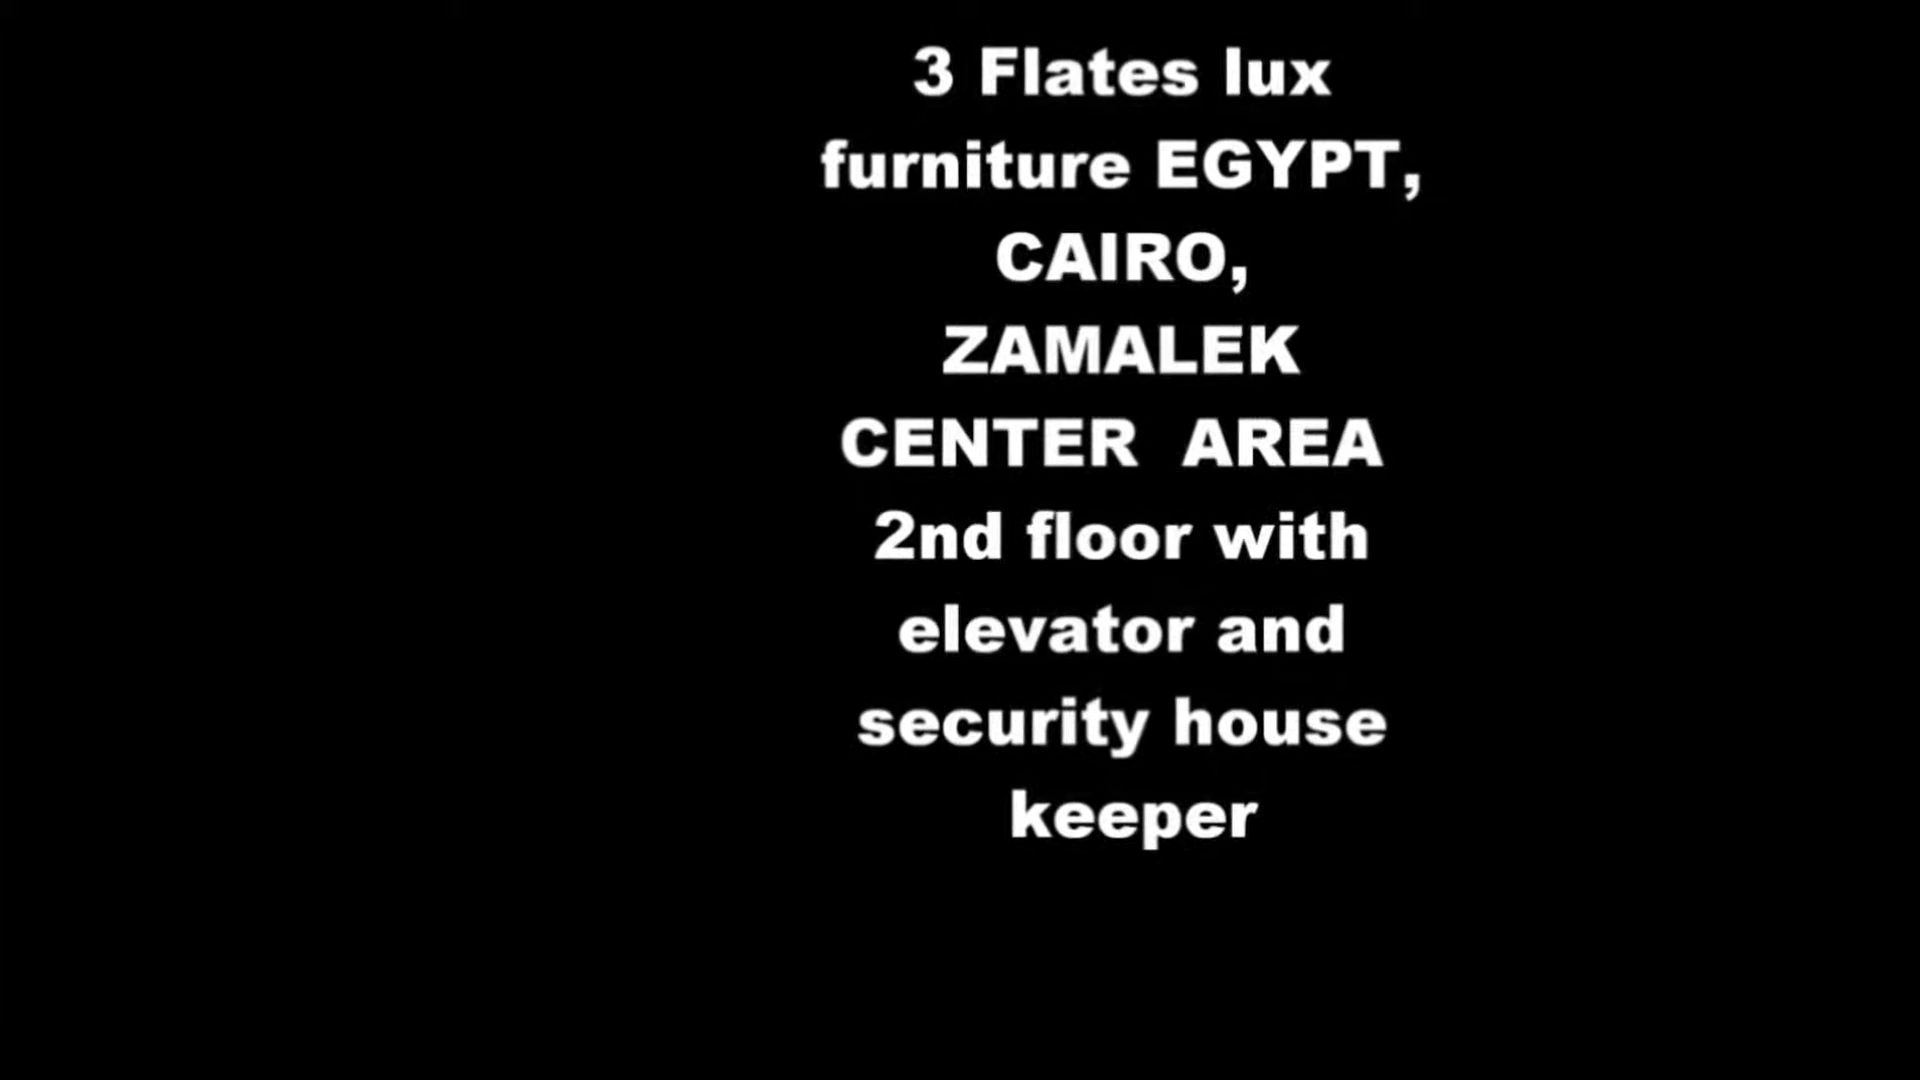 3 Flates lux
furniture EGYPT,
CAIRO,
ZAMALEK
CENTER  AREA
2nd floor with
elevator and
security house
keeper